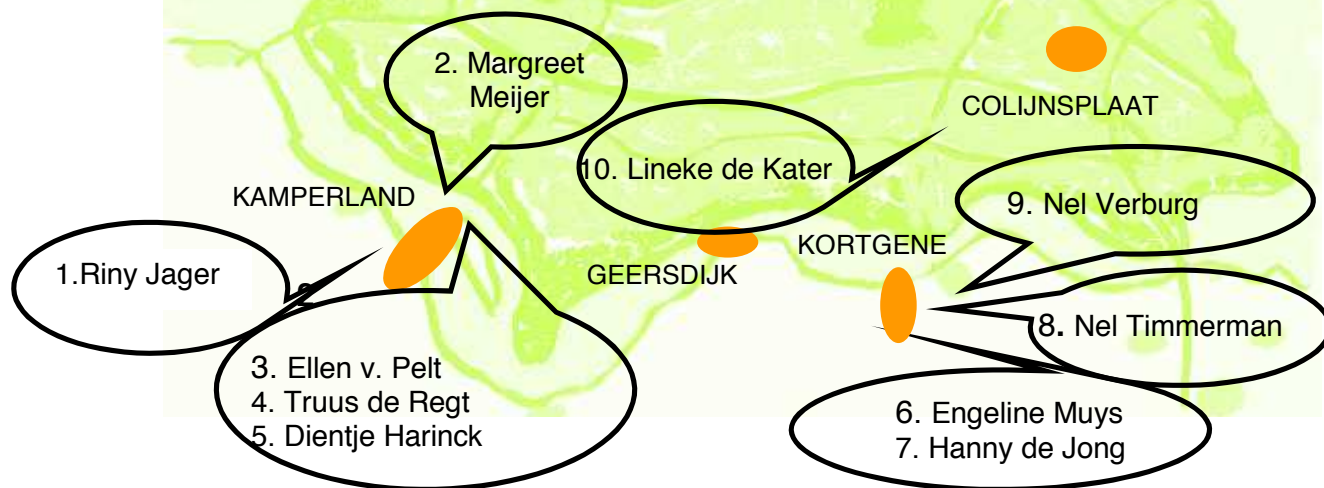 2. Margreet
Meijer
COLIJNSPLAAT
10. Lineke de Kater
KAMPERLAND
9. Nel Verburg
KORTGENE
1.Riny Jager
GEERSDIJK
8. Nel Timmerman
3. Ellen v. Pelt
4. Truus de Regt
5. Dientje Harinck
6. Engeline Muys
7. Hanny de Jong